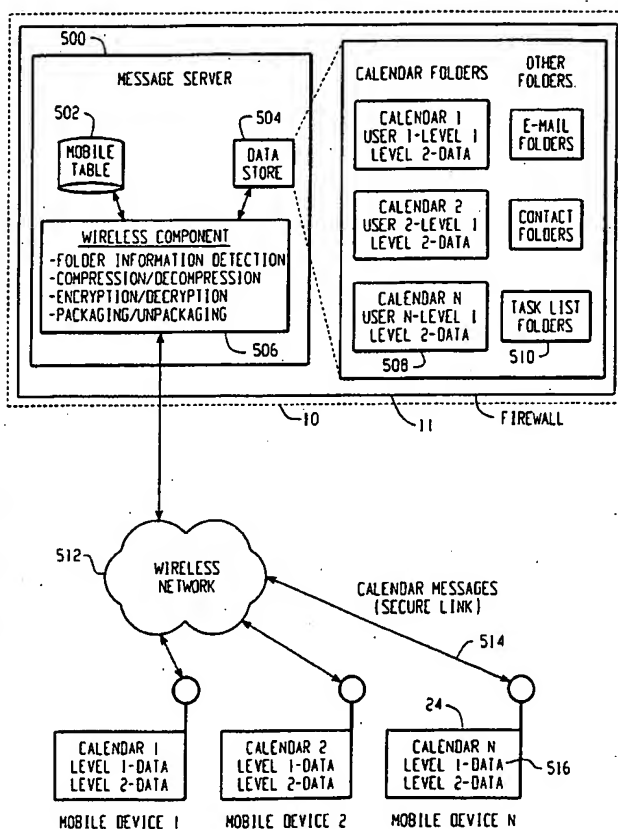 500
MESSAGE SERVER
502
MOBILE
TABLE
504
DATA
STORE
WIRELESS COMPONENT
-FOLDER INFORMATION DETECTION
-COMPRESSION/DECOMPRESSION
-ENCRYPTION/DECRYPTION
-PACKAGING/UNPACKAGING
506
CALENDAR FOLDERS
OTHER
FOLDERS
CALENDAR 1
USER 1-LEVEL 1
LEVEL 2-DATA
E-MAIL
FOLDERS
CALENDAR 2
USER 2-LEVEL 1
LEVEL 2-DATA
CONTACT
FOLDERS
CALENDAR N
USER N-LEVEL 1
LEVEL 2-DATA
508
TASK LIST
FOLDERS
510
10
11
FIREWALL
512
WIRELESS
NETWORK
CALENDAR MESSAGES
(SECURE LINK)
514
24
CALENDAR 1
LEVEL 1-DATA
LEVEL 2-DATA
CALENDAR 2
LEVEL 1-DATA
LEVEL 2-DATA
CALENDAR N
LEVEL 1-DATA
LEVEL 2-DATA
516
MOBILE DEVICE 1
MOBILE DEVICE 2
MOBILE DEVICE N